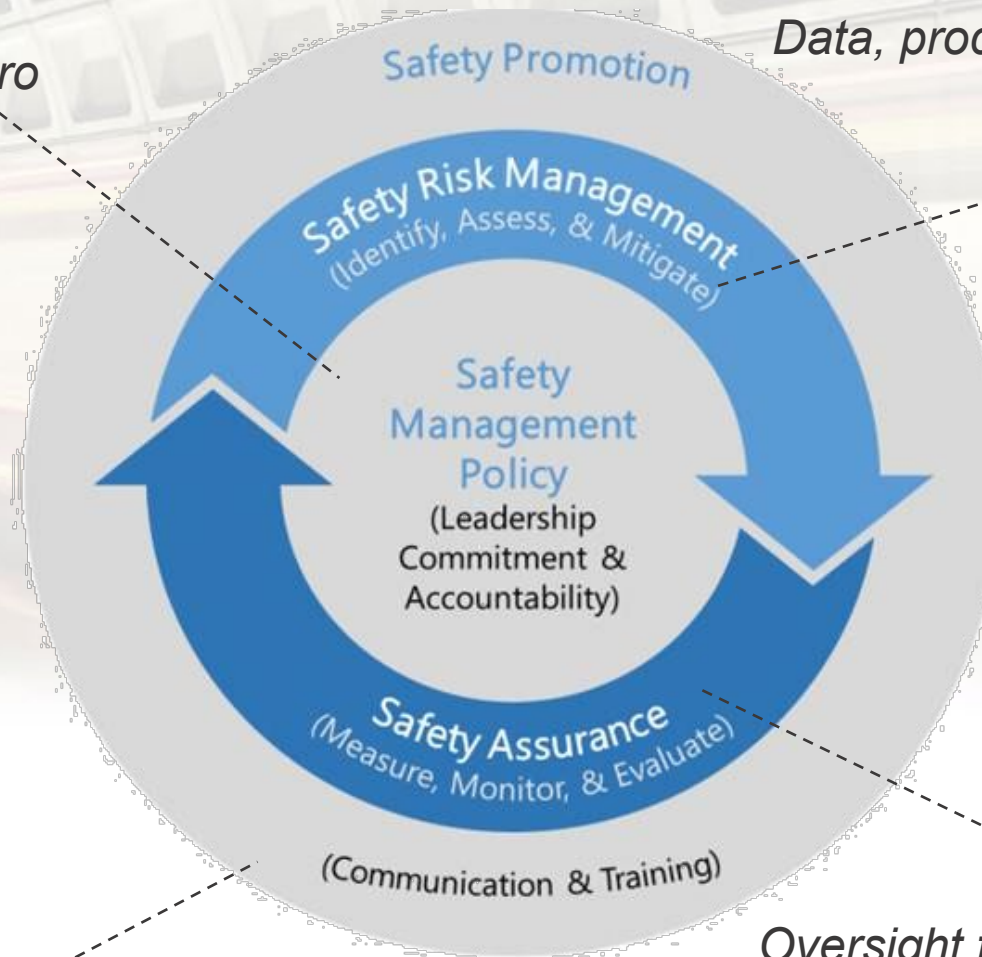 ro
Data, proc
Safety Promotion
Safety Risk Management
(Identify, Assess, & Mitigate)
Safety
Management
Policy
(Leadership
Commitment &
Accountability)
Safety Assurance
(Measure, Monitor, & Evaluate)
(Communication & Training)
Oversight